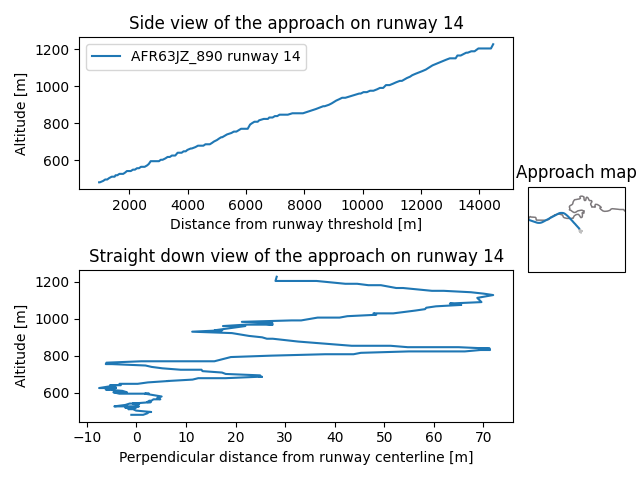 Side view of the approach on runway 14
1200
1000
800
600
Altitude [m]
AFR63JZ_890 runway 14
2000 4000 6000 8000 10000 12000 14000
Distance from runway threshold [m]
Approach map
Straight down view of the approach on runway 14
1200
1000
800
600
Altitude [m]
−10 0 10 20 30 40 50 60 70
Perpendicular distance from runway centerline [m]